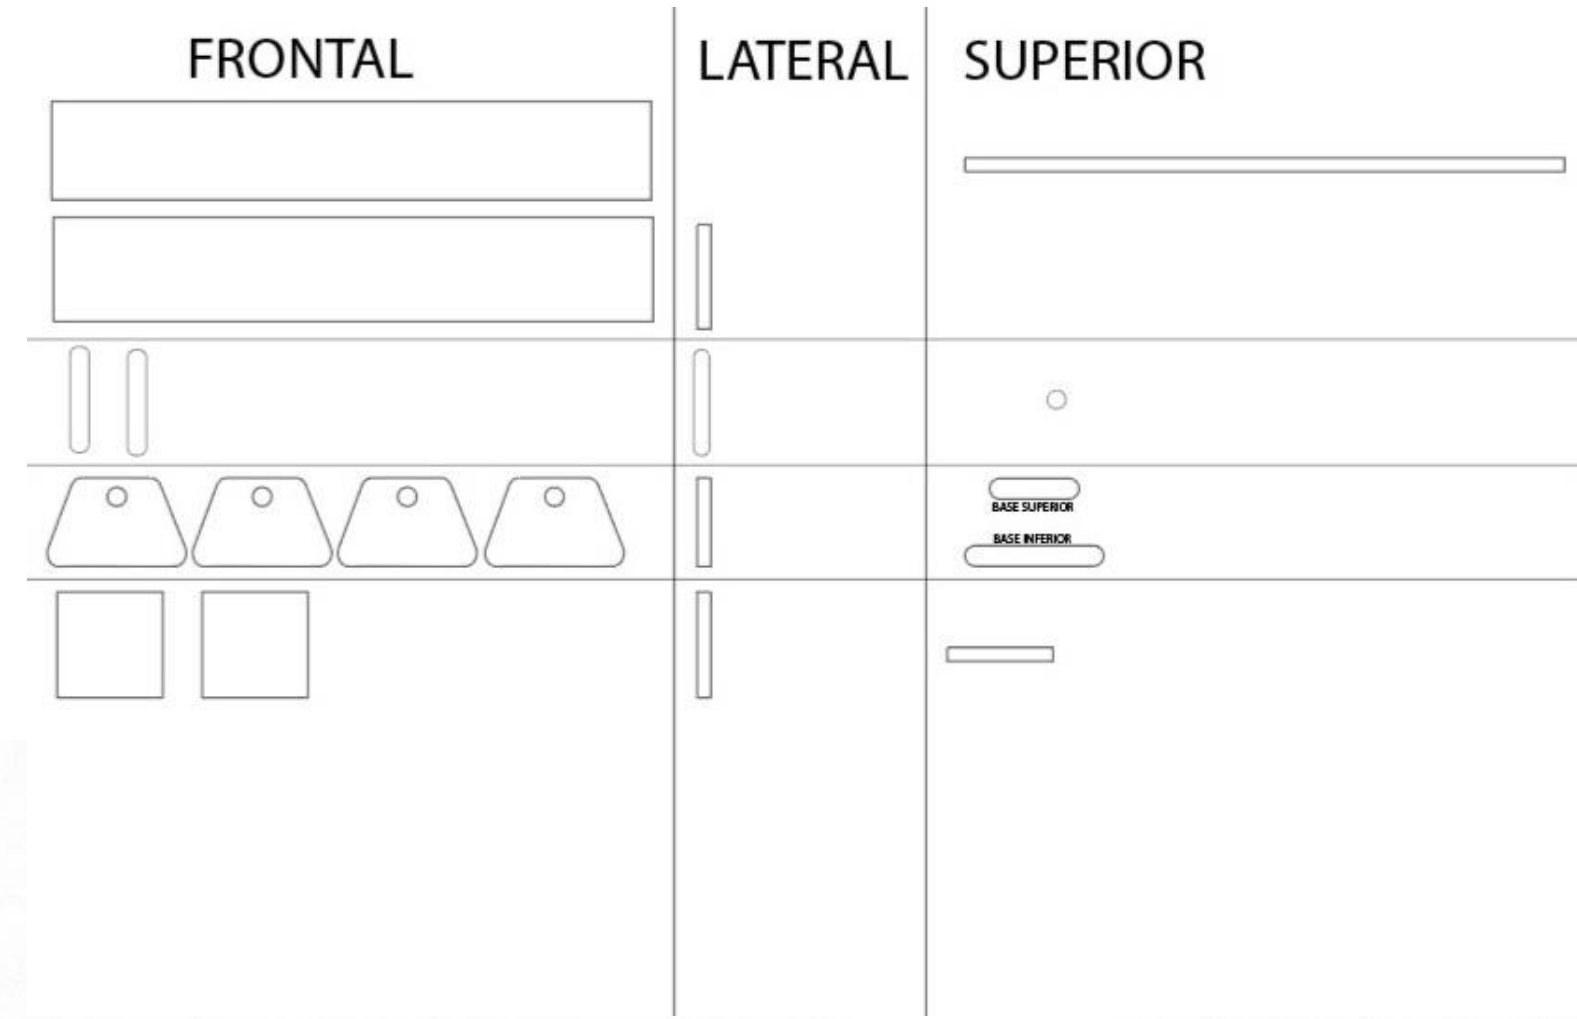 FRONTAL
LATERAL
SUPERIOR
BASE SUPERIOR
BASE INFERIOR